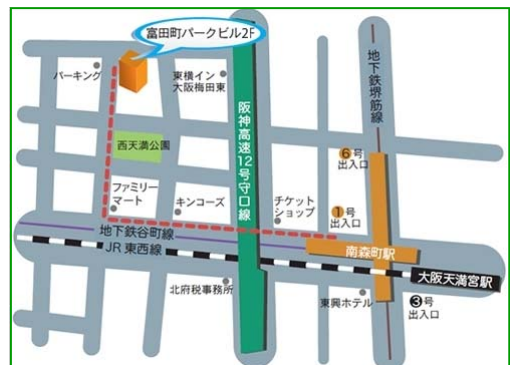 富田町パークビル2F
パーキング
東横イン
大阪梅田東
阪神高速12号守口線
地下鉄堺筋線
西天満公園
❻号
出入口
ファミリー
マート
キンコーズ
チケット
ショップ
❶号
出入口
地下鉄谷町線
JR東西線
南森町駅
大阪天満宮駅
北府税事務所
東興ホテル
❸号
出入口